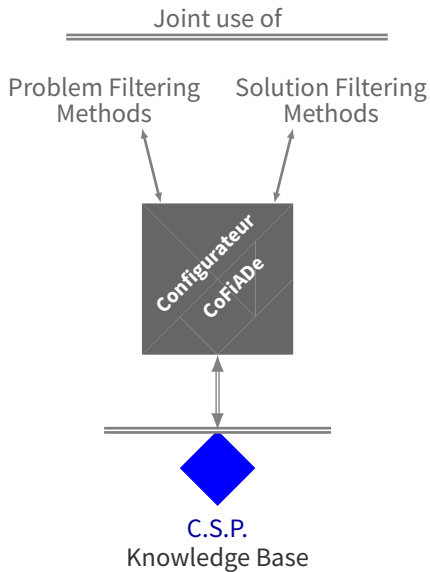 Joint use of
Problem Filtering
Methods
Solution Filtering
Methods
Configurateur
CoFiADe
C.S.P.
Knowledge Base